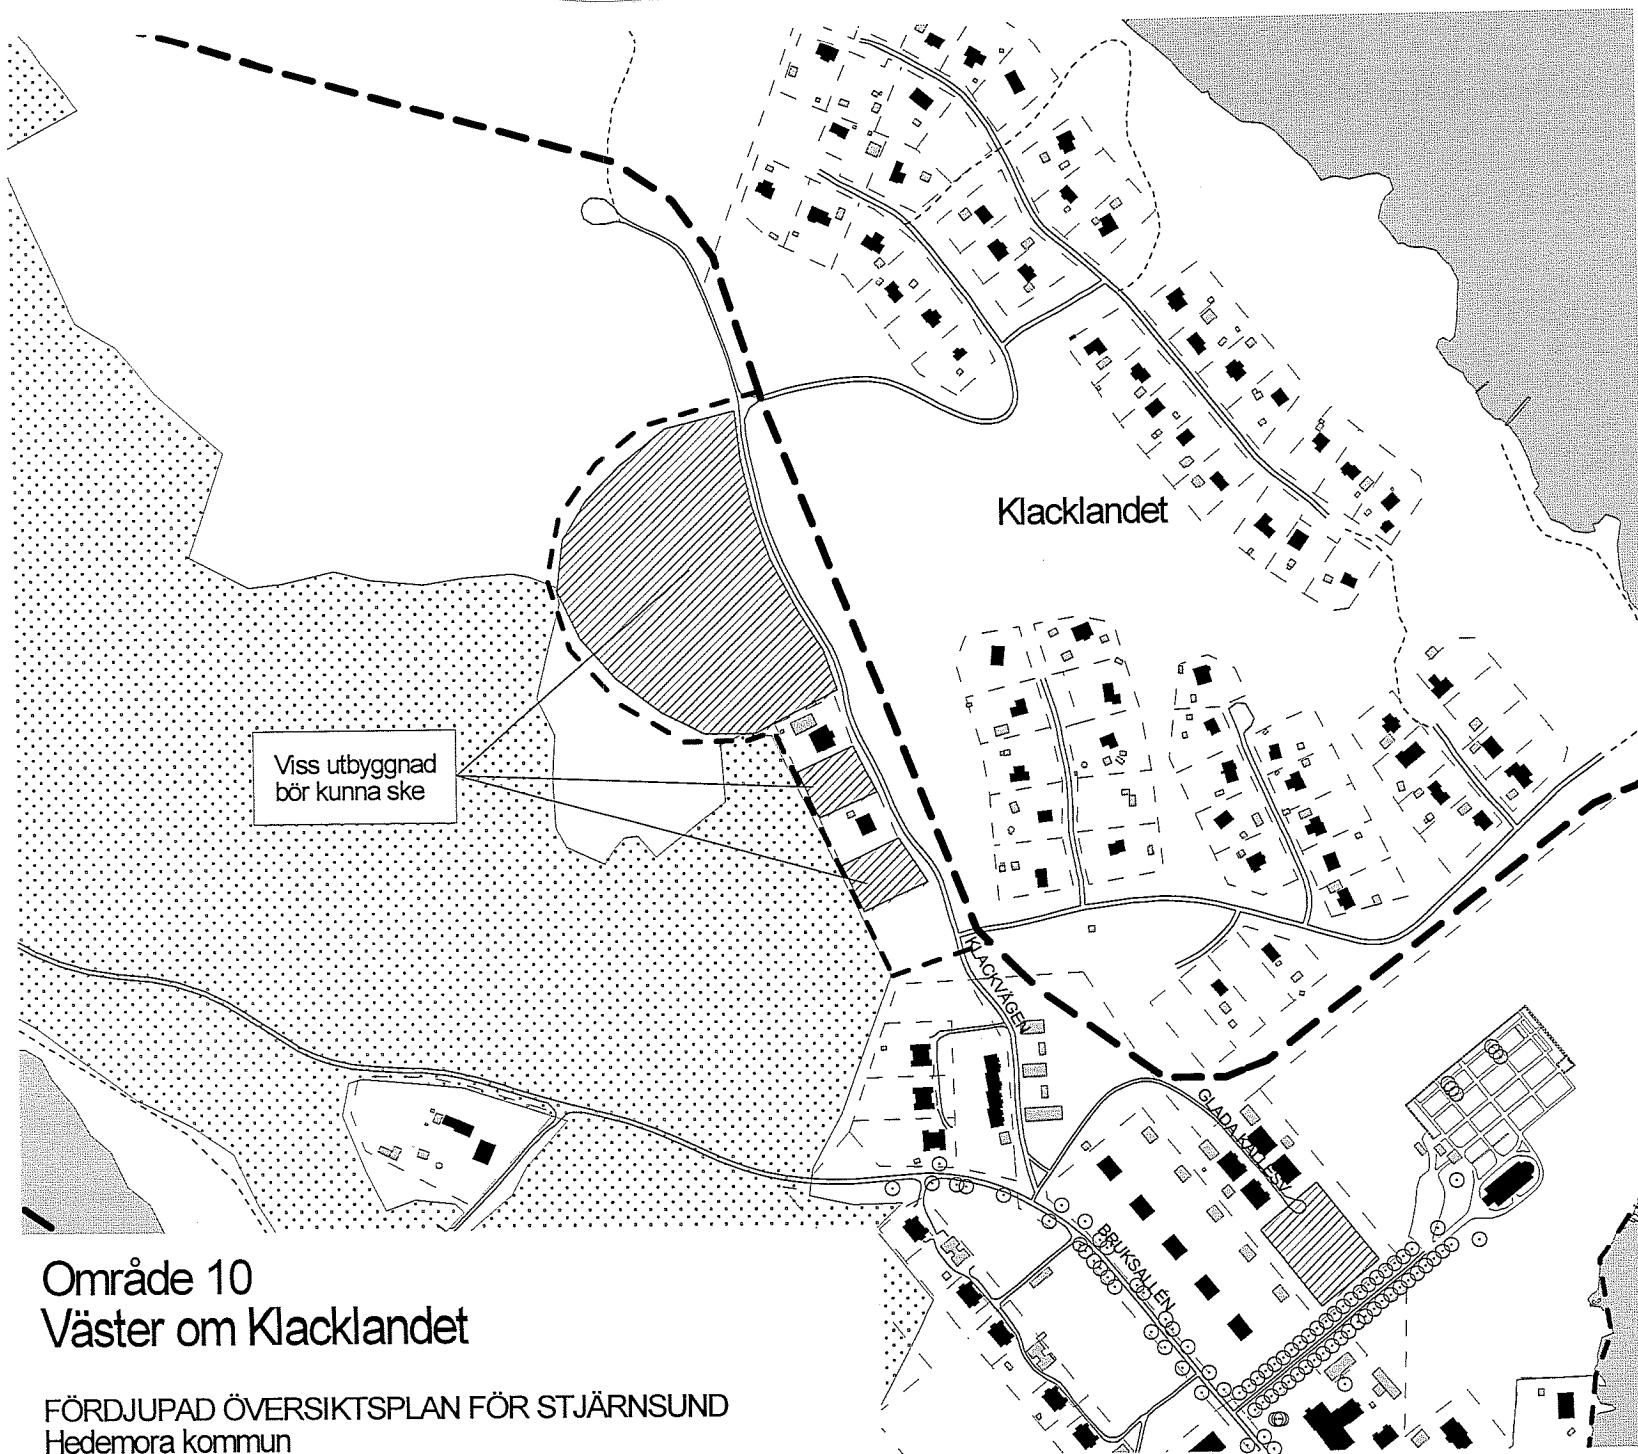 Klacklandet
Viss utbyggnad
bör kunna ske
KLACKVÄGEN
GLADA KALLES V
BRUKSALLÉN
Område 10
Väster om Klacklandet
FÖRDJUPAD ÖVERSIKTSPLAN FÖR STJÄRNSUND
Hedemora kommun